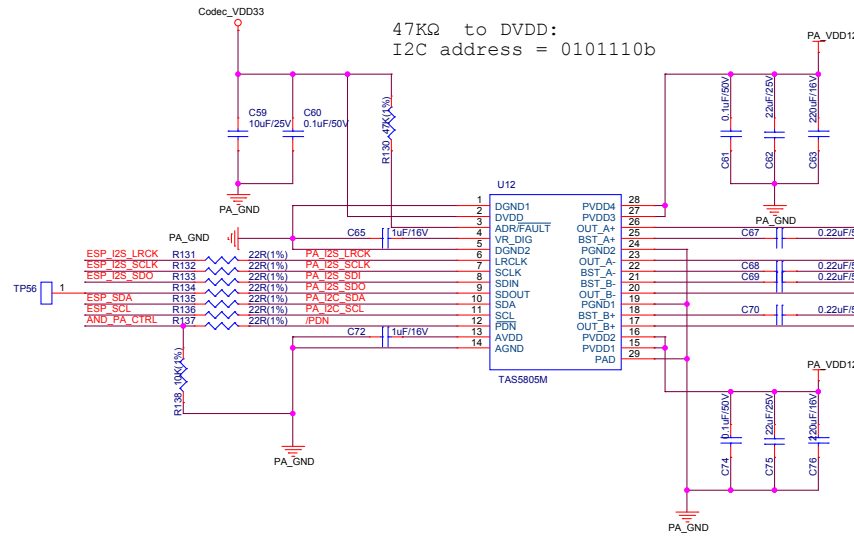 Codec_VDD33
47KΩ to DVDD:
I2C address = 0101110b
PA_VDD12
C59
10uF/25V
C60
0.1uF/50V
R130 47K(1%)
0.1uF/50V
22uF/25V
220uF/16V
C61
C62
C63
PA_GND
PA_GND
U12
1 DGND1
2 DVDD
3 ADR/FAULT
4 VR_DIG
5 DGND2
6 LRCLK
7 SCLK
8 SDIN
9 SDOUT
10 SDA
11 SCL
12 PDN
13 AVDD
14 AGND
PVDD4 28
PVDD3 27
OUT_A+ 26
BST_A+ 25
PGND2 24
OUT_A- 23
BST_A- 22
BST_B- 21
OUT_B- 20
PGND1 19
BST_B+ 18
OUT_B+ 17
PVDD2 16
PVDD1 15
PAD 29
TAS5805M
PA_GND
C65 1uF/16V
ESP_I2S_LRCK R131 22R(1%) PA_I2S_LRCK
ESP_I2S_SCLK R132 22R(1%) PA_I2S_SCLK
ESP_I2S_SDO R133 22R(1%) PA_I2S_SDI
TP56 1 R134 22R(1%) PA_I2S_SDO
ESP_SDA R135 22R(1%) PA_I2C_SDA
ESP_SCL R136 22R(1%) PA_I2C_SCL
AND_PA_CTRL R137 22R(1%) /PDN
C72 1uF/16V
R138 10K(1%)
PA_GND
C67 0.22uF/5
C68 0.22uF/5
C69 0.22uF/5
C70 0.22uF/5
PA_VDD12
0.1uF/50V
22uF/25V
220uF/16V
C74
C75
C76
PA_GND